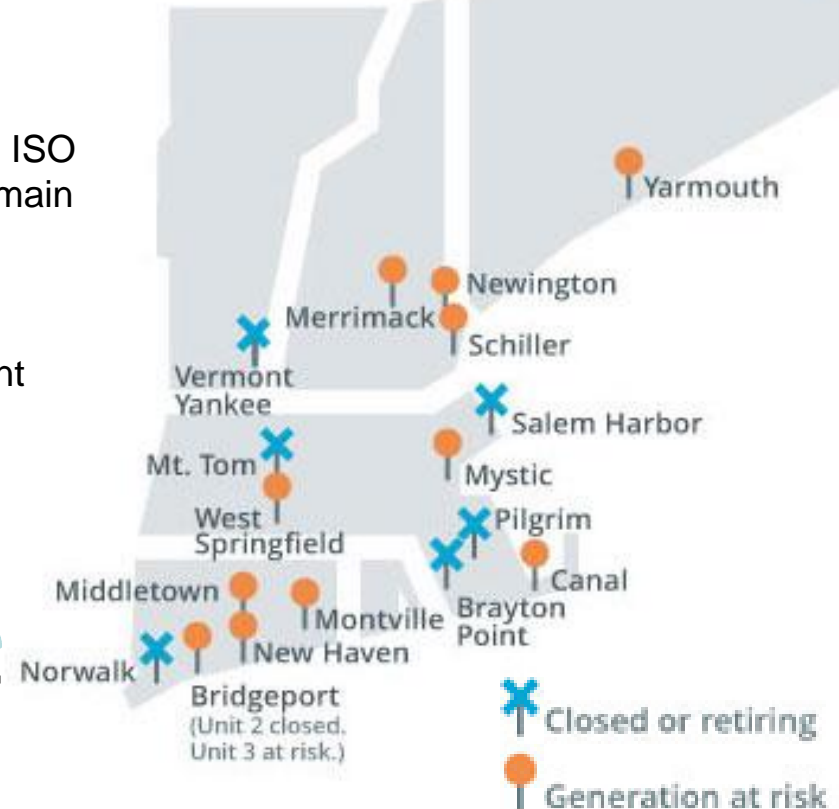 ISO
main
nt
Yarmouth
Newington
Merrimack
Schiller
Vermont
Yankee
Salem Harbor
Mt. Tom
Mystic
West
Springfield
Pilgrim
Canal
Brayton
Point
Middletown
Montville
New Haven
Norwalk
Bridgeport
(Unit 2 closed.
Unit 3 at risk.)
Closed or retiring
Generation at risk